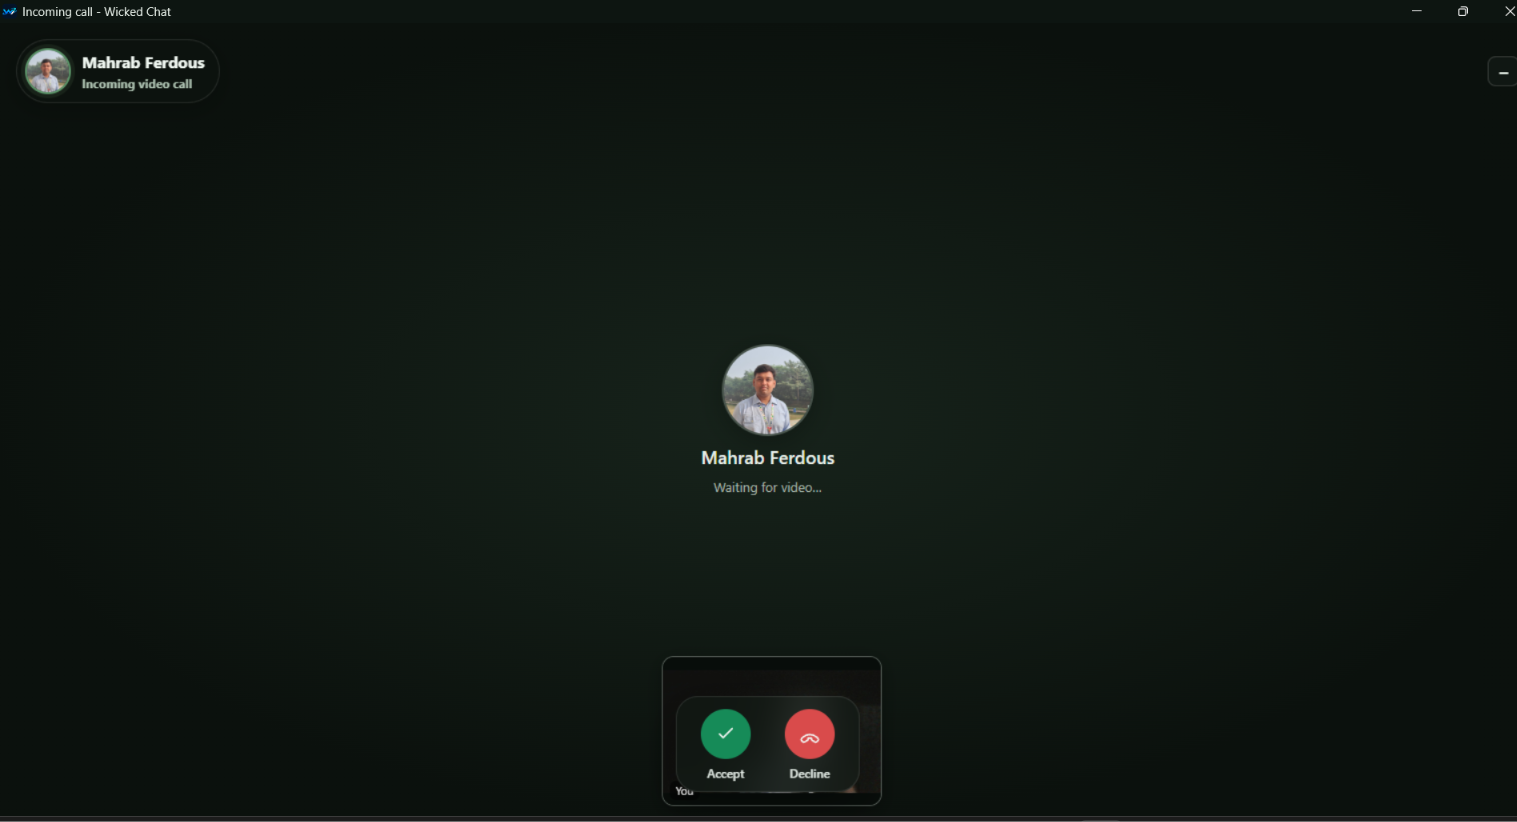 Incoming call - Wicked Chat
Mahrab Ferdous
Incoming video call
Mahrab Ferdous
Waiting for video...
Accept
Decline
You